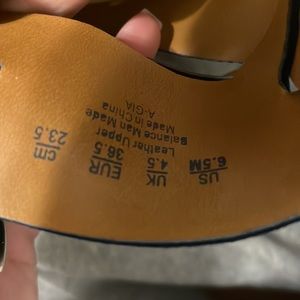 US
6.5M
UK
4.5
EUR
36.5
Leather Upper
Balance Man Made
Made in China
A-GIA
cm
23.5